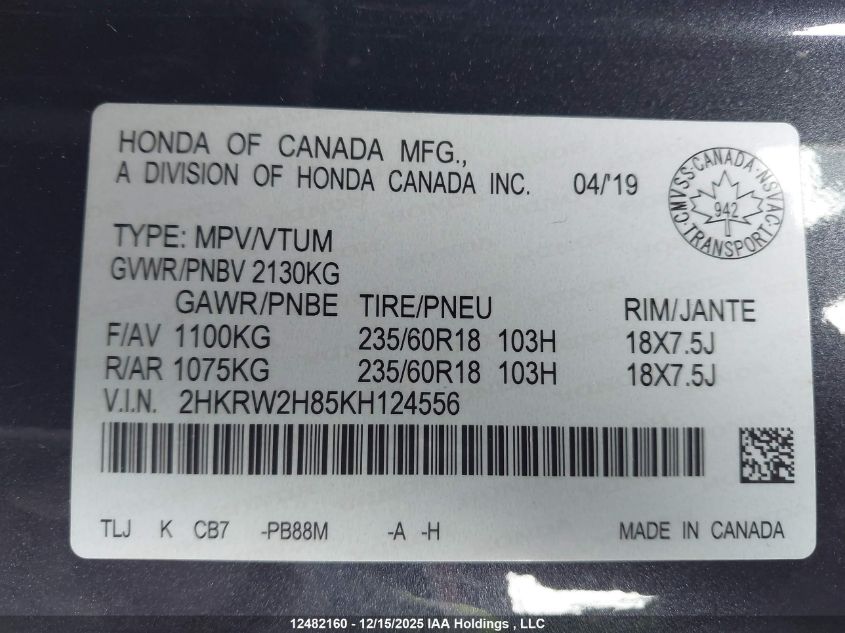 HONDA OF CANADA MFG.,
A DIVISION OF HONDA CANADA INC. 04/'19
CMVSS·CANADA·NSVAC·TRANSPORT
942
TYPE: MPV/VTUM
GVWR/PNBV 2130KG
GAWR/PNBE TIRE/PNEU RIM/JANTE
F/AV 1100KG 235/60R18 103H 18X7.5J
R/AR 1075KG 235/60R18 103H 18X7.5J
V.I.N. 2HKRW2H85KH124556
TLJ K CB7 -PB88M -A -H MADE IN CANADA
12482160 - 12/15/2025 IAA Holdings , LLC